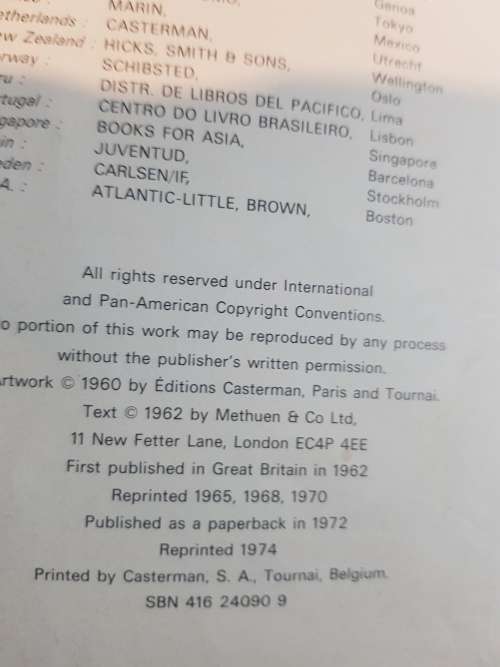 Genoa
MARIN, Tokyo
etherlands : CASTERMAN, Mexico
w Zealand : HICKS, SMITH & SONS, Utrecht
rway : SCHIBSTED, Wellington
ru : DISTR. DE LIBROS DEL PACIFICO, Oslo
rtugal : CENTRO DO LIVRO BRASILEIRO, Lima
gapore : BOOKS FOR ASIA, Lisbon
in : JUVENTUD, Singapore
eden : CARLSEN/IF, Barcelona
A. : ATLANTIC-LITTLE, BROWN, Stockholm
Boston
All rights reserved under International
and Pan-American Copyright Conventions.
o portion of this work may be reproduced by any process
without the publisher's written permission.
Artwork © 1960 by Éditions Casterman, Paris and Tournai.
Text © 1962 by Methuen & Co Ltd,
11 New Fetter Lane, London EC4P 4EE
First published in Great Britain in 1962
Reprinted 1965, 1968, 1970
Published as a paperback in 1972
Reprinted 1974
Printed by Casterman, S. A., Tournai, Belgium.
SBN 416 24090 9